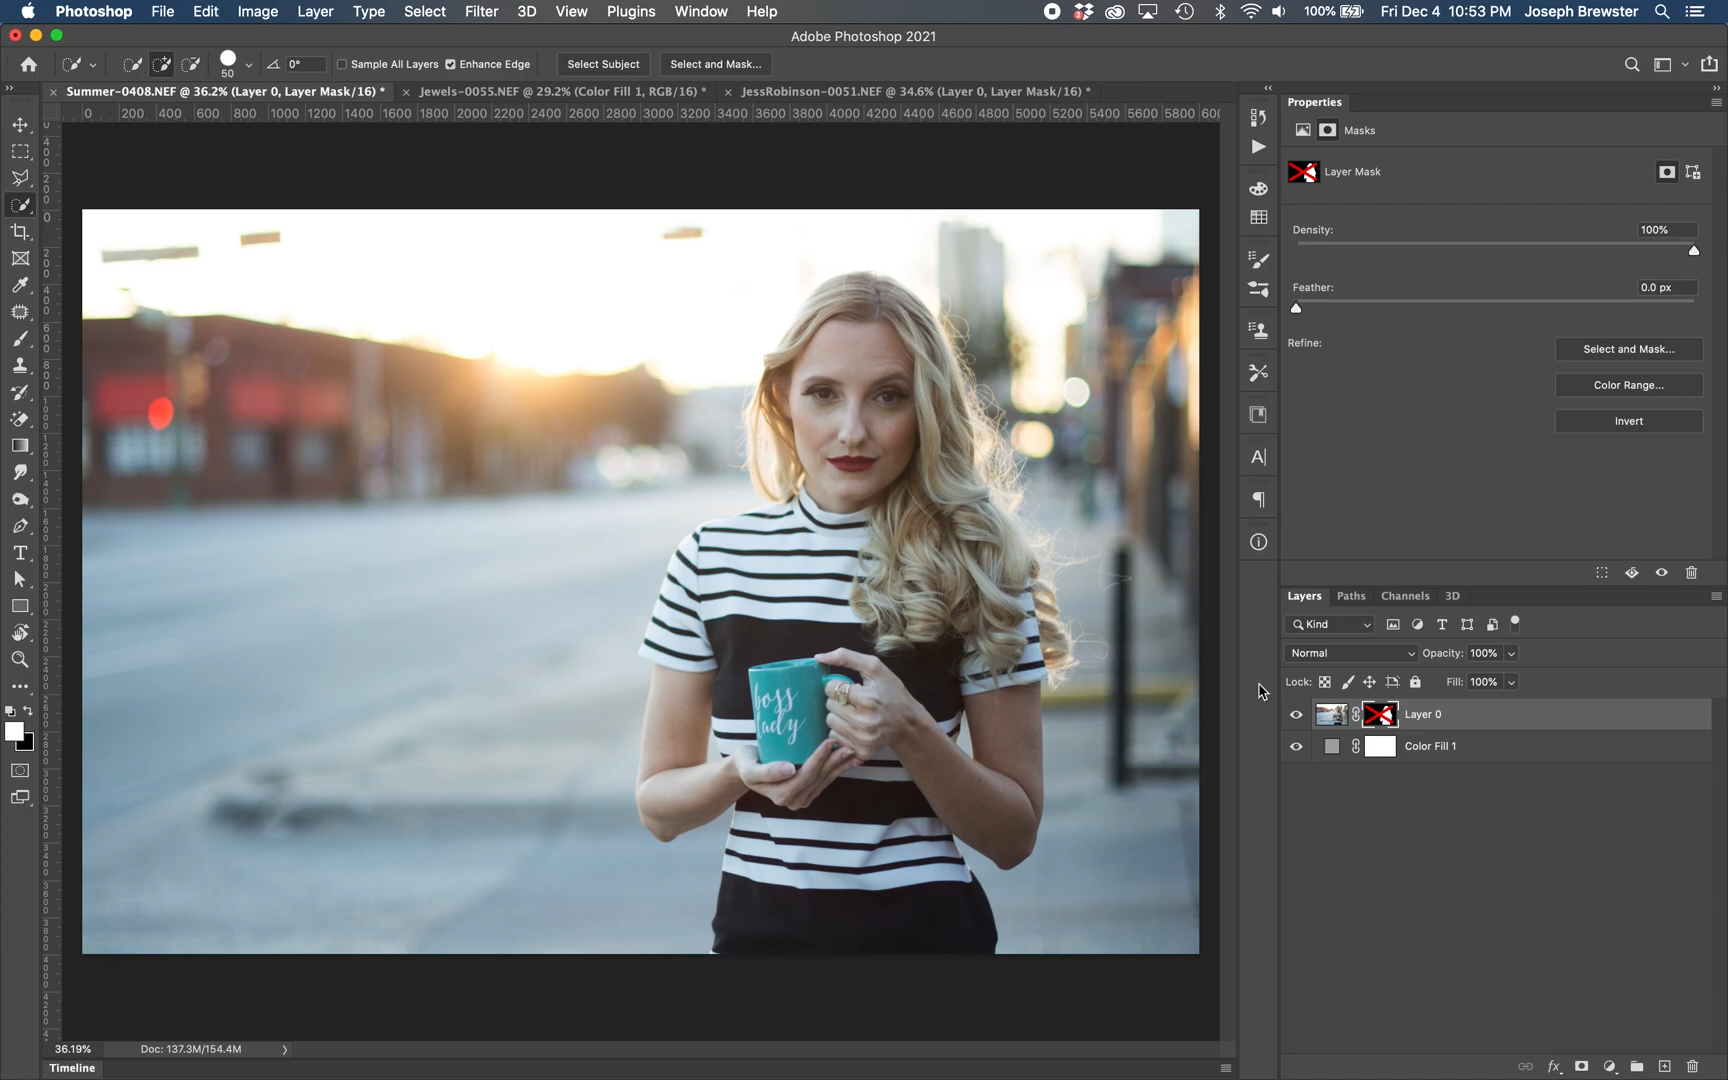 Photoshop File Edit Image Layer Type Select Filter 3D View Plugins Window Help 2 100% Fri Dec 4 10:53 PM Joseph Brewster
Adobe Photoshop 2021
50 0° Sample All Layers Enhance Edge Select Subject Select and Mask...
Summer-0408.NEF @ 36.2% (Layer 0, Layer Mask/16) * Jewels-0055.NEF @ 29.2% (Color Fill 1, RGB/16) * JessRobinson-0051.NEF @ 34.6% (Layer 0, Layer Mask/16) *
0 200 400 600 800 1000 1200 1400 1600 1800 2000 2200 2400 2600 2800 3000 3200 3400 3600 3800 4000 4200 4400 4600 4800 5000 5200 5400 5600 5800
Properties
Masks
Layer Mask
Density: 100%
Feather: 0.0 px
Refine: Select and Mask...
Color Range...
Invert
boss
lady
Layers Paths Channels 3D
Kind
Normal Opacity: 100%
Lock: Fill: 100%
Layer 0
Color Fill 1
36.19% Doc: 137.3M/154.4M
Timeline